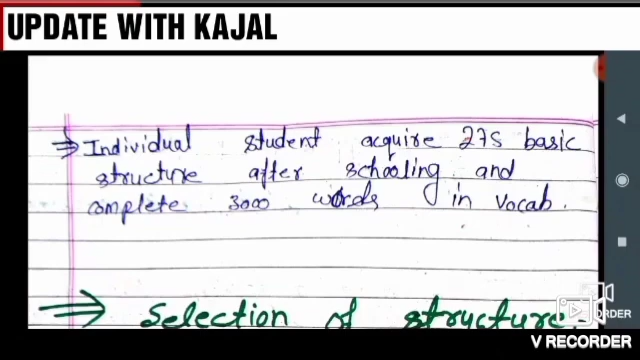 UPDATE WITH KAJAL
⇒ Individual student acquire 275 basic
structure after schooling and
complete 3000 words in vocab.
⇒ Selection of structure
ORDER
V RECORDER